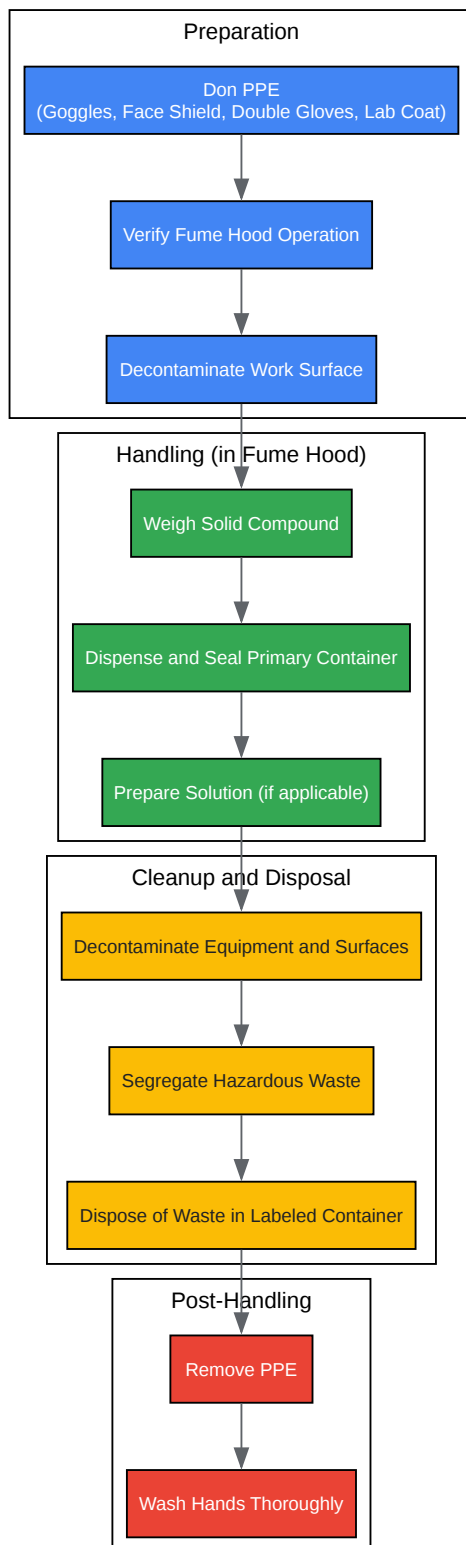 Preparation
Don PPE
(Goggles, Face Shield, Double Gloves, Lab Coat)
Verify Fume Hood Operation
Decontaminate Work Surface
Handling (in Fume Hood)
Weigh Solid Compound
Dispense and Seal Primary Container
Prepare Solution (if applicable)
Cleanup and Disposal
Decontaminate Equipment and Surfaces
Segregate Hazardous Waste
Dispose of Waste in Labeled Container
Post-Handling
Remove PPE
Wash Hands Thoroughly